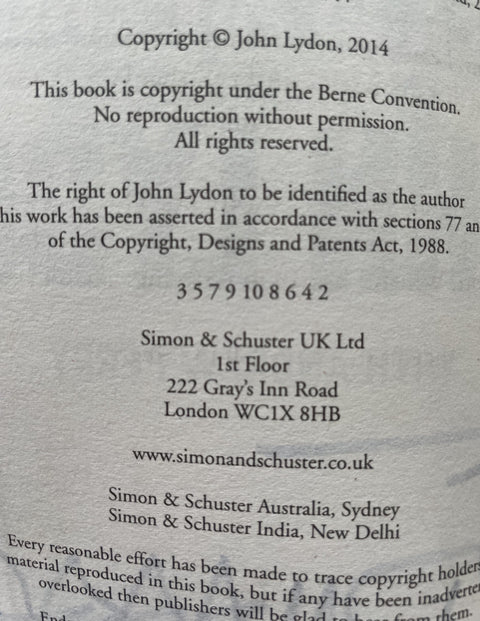 Copyright © John Lydon, 2014
This book is copyright under the Berne Convention.
No reproduction without permission.
All rights reserved.
The right of John Lydon to be identified as the author
his work has been asserted in accordance with sections 77 an
of the Copyright, Designs and Patents Act, 1988.
3 5 7 9 10 8 6 4 2
Simon & Schuster UK Ltd
1st Floor
222 Gray's Inn Road
London WC1X 8HB
www.simonandschuster.co.uk
Simon & Schuster Australia, Sydney
Simon & Schuster India, New Delhi
Every reasonable effort has been made to trace copyright holders
material reproduced in this book, but if any have been inadverte
overlooked then publishers will be glad to hear from them.